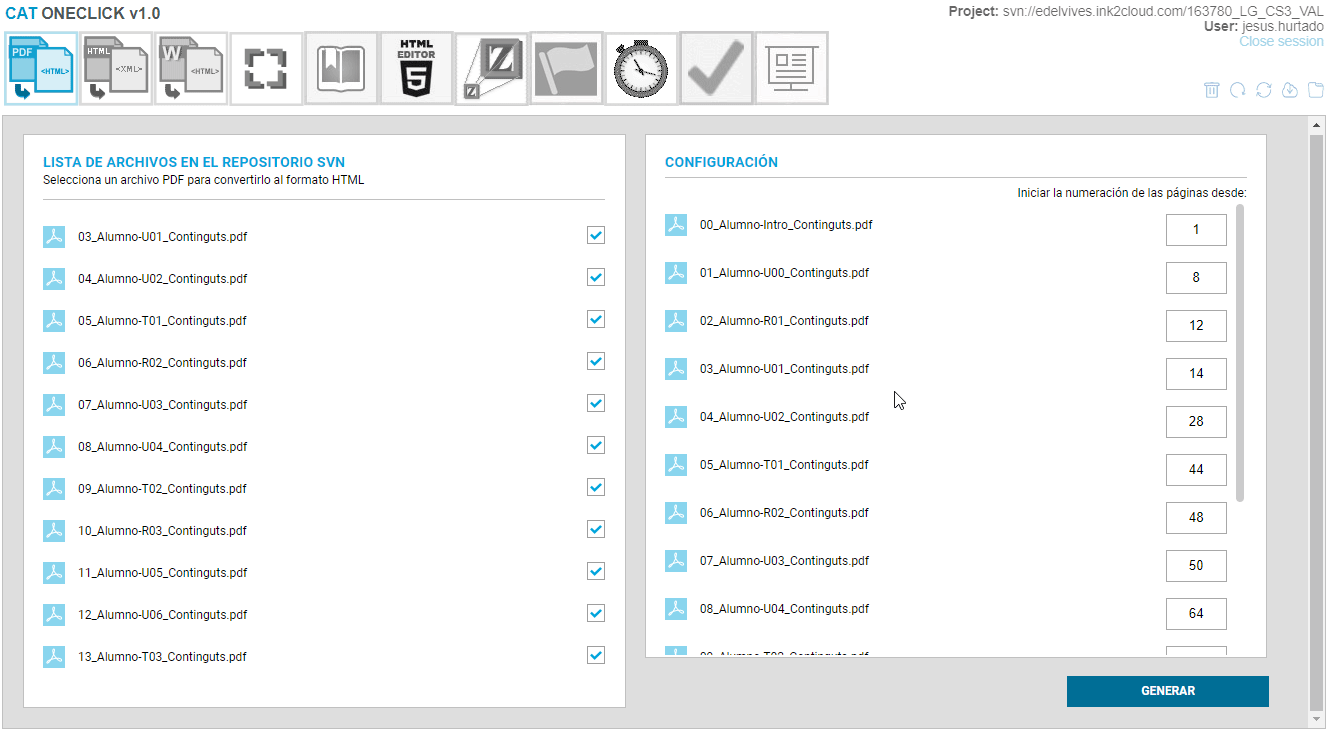 CAT ONECLICK v1.0
Project: svn://edelvives.ink2cloud.com/163780_LG_CS3_VAL
User: jesus.hurtado
Close session
PDF <HTML>
HTML <XML>
W <HTML>
HTML
EDITOR
5
Z
Z
LISTA DE ARCHIVOS EN EL REPOSITORIO SVN
Selecciona un archivo PDF para convertirlo al formato HTML
03_Alumno-U01_Continguts.pdf
04_Alumno-U02_Continguts.pdf
05_Alumno-T01_Continguts.pdf
06_Alumno-R02_Continguts.pdf
07_Alumno-U03_Continguts.pdf
08_Alumno-U04_Continguts.pdf
09_Alumno-T02_Continguts.pdf
10_Alumno-R03_Continguts.pdf
11_Alumno-U05_Continguts.pdf
12_Alumno-U06_Continguts.pdf
13_Alumno-T03_Continguts.pdf
CONFIGURACIÓN
Iniciar la numeración de las páginas desde:
00_Alumno-Intro_Continguts.pdf 1
01_Alumno-U00_Continguts.pdf 8
02_Alumno-R01_Continguts.pdf 12
03_Alumno-U01_Continguts.pdf 14
04_Alumno-U02_Continguts.pdf 28
05_Alumno-T01_Continguts.pdf 44
06_Alumno-R02_Continguts.pdf 48
07_Alumno-U03_Continguts.pdf 50
08_Alumno-U04_Continguts.pdf 64
GENERAR